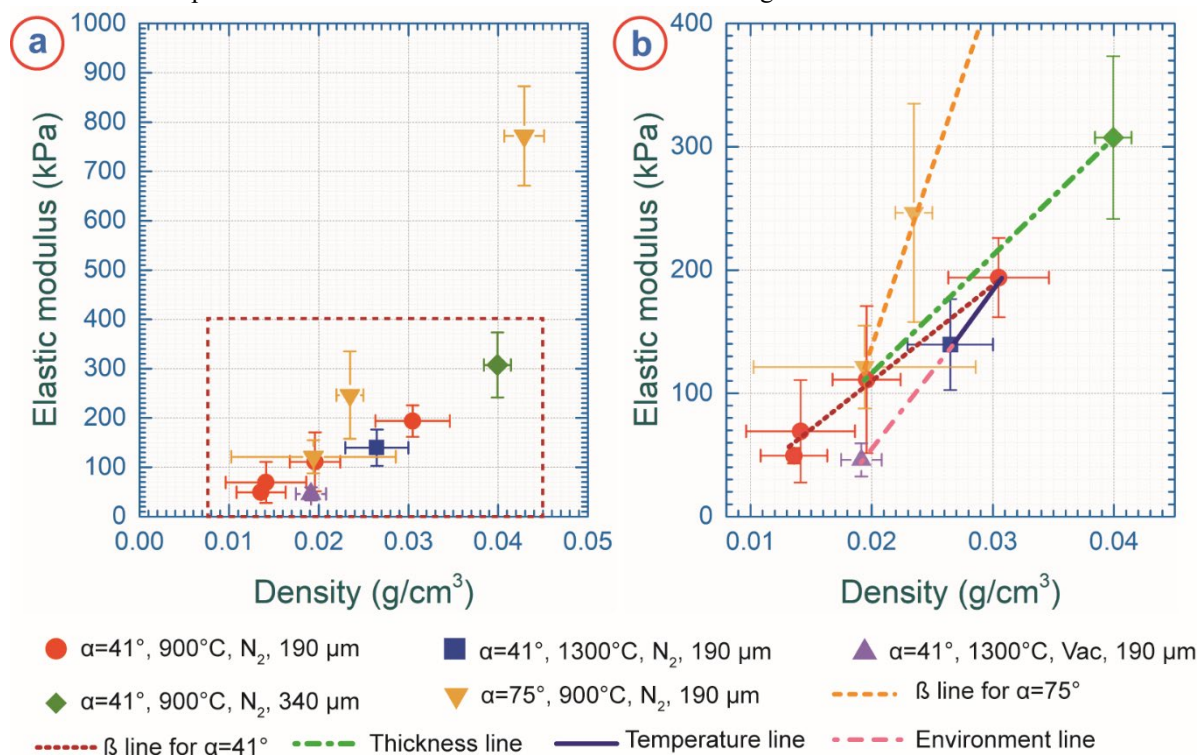 a
b
1000
900
800
700
600
500
400
300
200
100
0
Elastic modulus (kPa)
0.00 0.01 0.02 0.03 0.04 0.05
Density (g/cm³)
400
300
200
100
0
Elastic modulus (kPa)
0.01 0.02 0.03 0.04
Density (g/cm³)
α=41°, 900°C, N₂, 190 µm α=41°, 1300°C, N₂, 190 µm α=41°, 1300°C, Vac, 190 µm
α=41°, 900°C, N₂, 340 µm α=75°, 900°C, N₂, 190 µm ß line for α=75°
ß line for α=41° Thickness line Temperature line Environment line